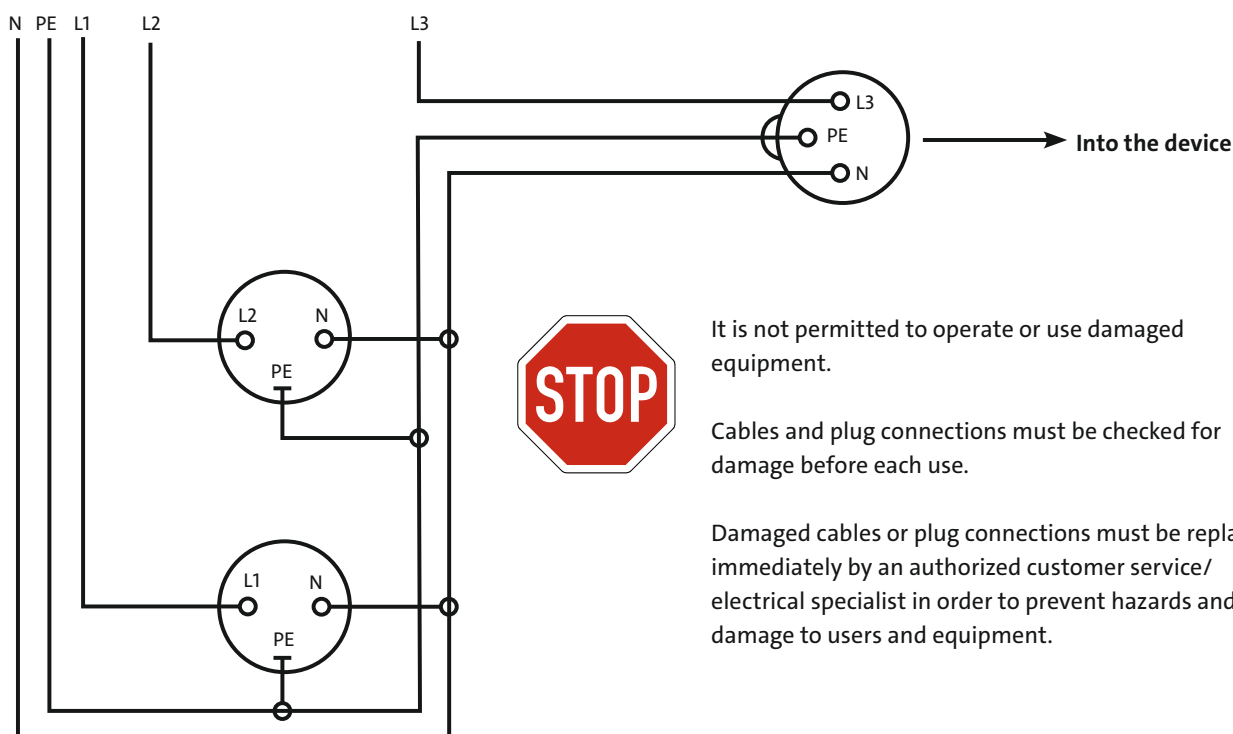 N PE L1 L2 L3
L3
PE
N
Into the device
L2 N
PE
L1 N
PE
STOP
It is not permitted to operate or use damaged
equipment.
Cables and plug connections must be checked for
damage before each use.
Damaged cables or plug connections must be repla
immediately by an authorized customer service/
electrical specialist in order to prevent hazards and
damage to users and equipment.